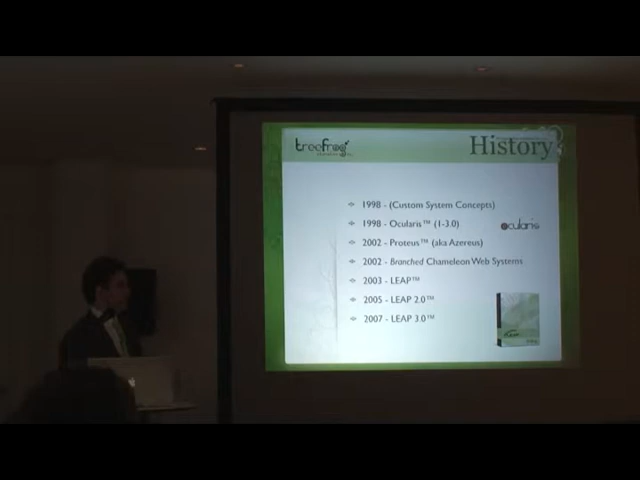 treefrog
History
1998 - (Custom System Concepts)
1998 - Ocularis™ (1-3.0)
ocularis
2002 - Proteus™ (aka Azereus)
2002 - Branched Chameleon Web Systems
2003 - LEAP™
2005 - LEAP 2.0™
2007 - LEAP 3.0™